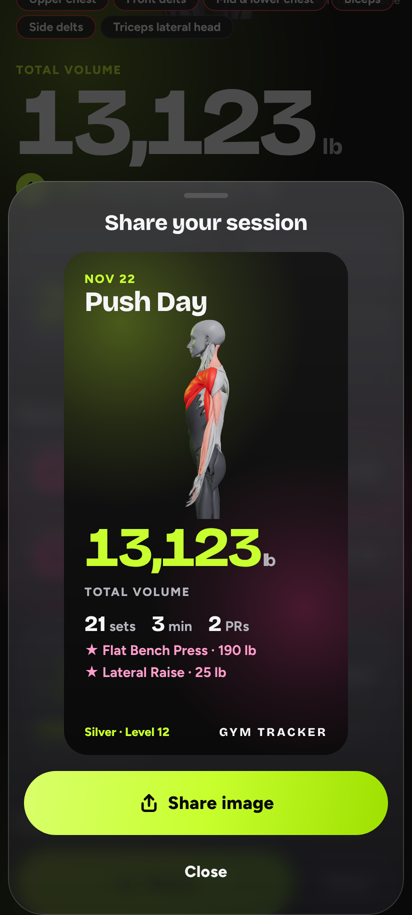 Upper chest Front delts Mid & lower chest Biceps
Side delts Triceps lateral head
TOTAL VOLUME
13,123 lb
Share your session
NOV 22
Push Day
13,123 lb
TOTAL VOLUME
21 sets 3 min 2 PRs
★ Flat Bench Press · 190 lb
★ Lateral Raise · 25 lb
Silver · Level 12 GYM TRACKER
Share image
Close